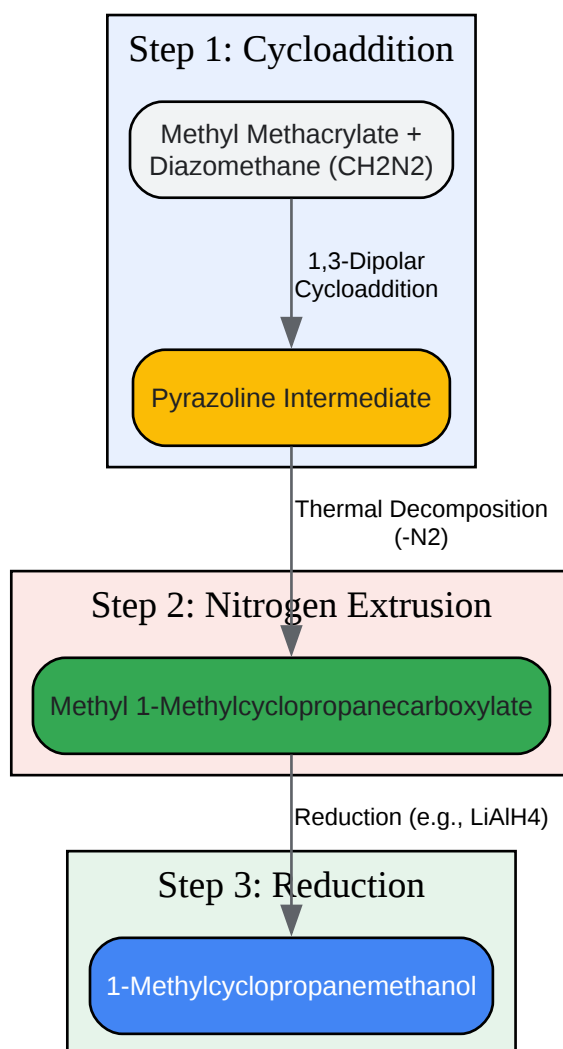 Step 1: Cycloaddition
Methyl Methacrylate +
Diazomethane (CH2N2)
1,3-Dipolar
Cycloaddition
Pyrazoline Intermediate
Thermal Decomposition
(-N2)
Step 2: Nitrogen Extrusion
Methyl 1-Methylcyclopropanecarboxylate
Reduction (e.g., LiAlH4)
Step 3: Reduction
1-Methylcyclopropanemethanol